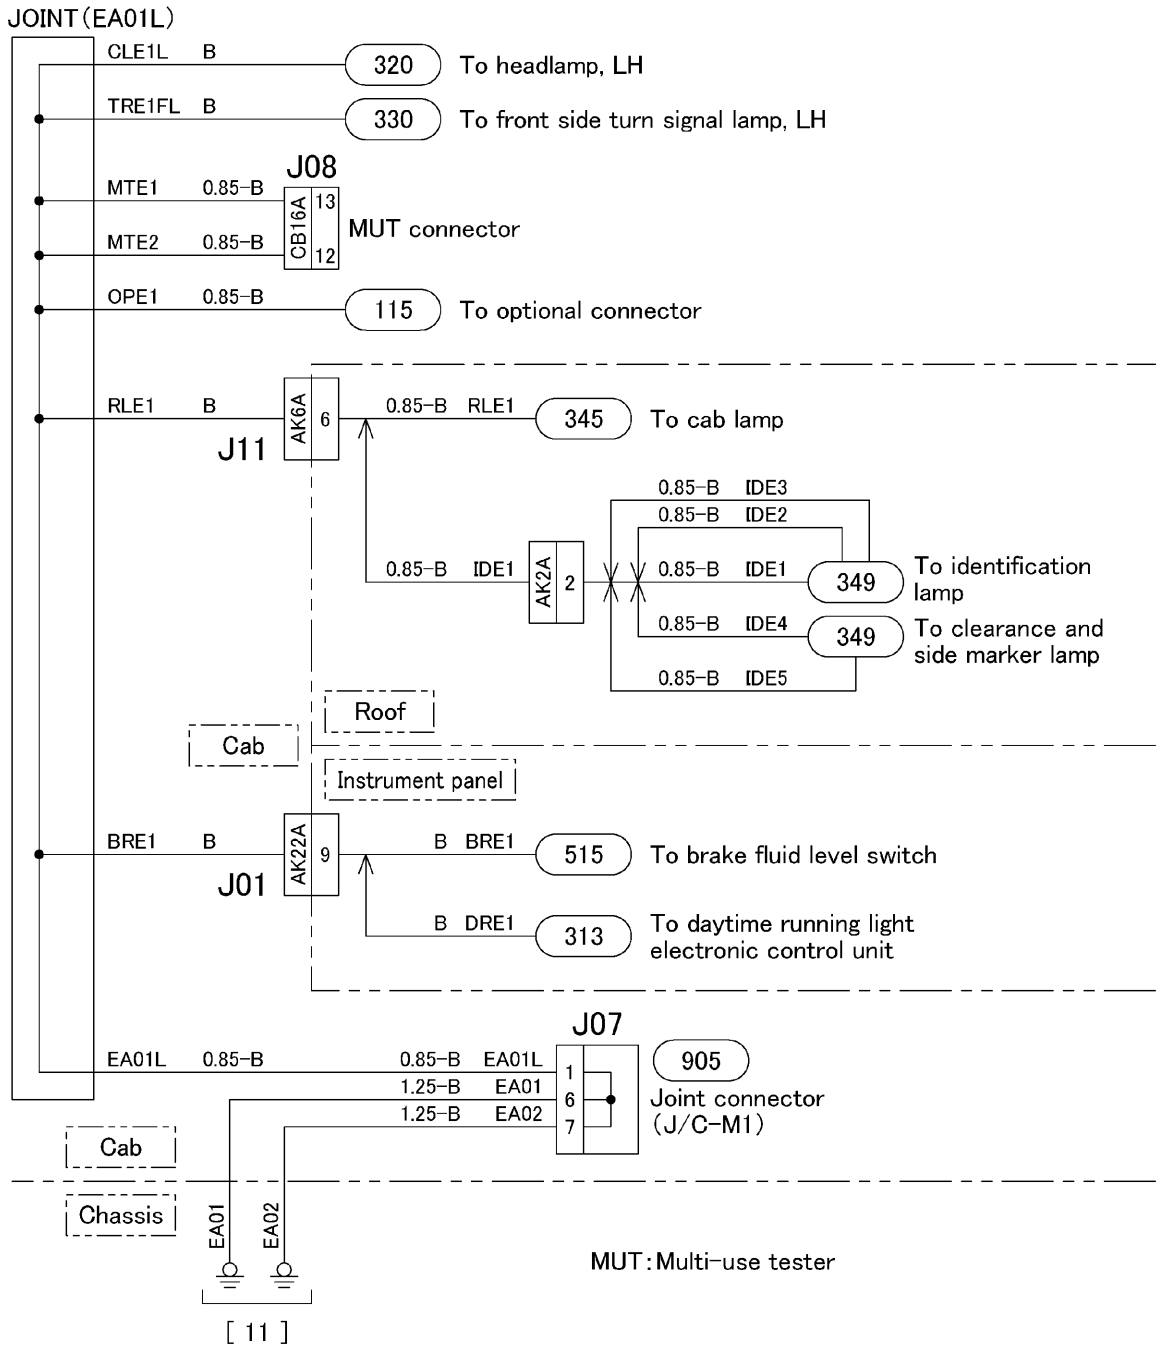 JOINT(EA01L)
CLE1L B 320 To headlamp, LH
TRE1FL B 330 To front side turn signal lamp, LH
J08
MTE1 0.85-B CB16A 13
MUT connector
MTE2 0.85-B 12
OPE1 0.85-B 115 To optional connector
RLE1 B AK6A 6 0.85-B RLE1 345 To cab lamp
J11
0.85-B IDE3
0.85-B IDE2
0.85-B IDE1 AK2A 2 0.85-B IDE1 349 To identification
lamp
0.85-B IDE4 349 To clearance and
side marker lamp
0.85-B IDE5
Roof
Cab
Instrument panel
BRE1 B AK22A 9 B BRE1 515 To brake fluid level switch
J01
B DRE1 313 To daytime running light
electronic control unit
J07
EA01L 0.85-B 0.85-B EA01L 1 905
1.25-B EA01 6 Joint connector
1.25-B EA02 7 (J/C-M1)
Cab
Chassis
EA01 EA02
MUT:Multi-use tester
[ 11 ]